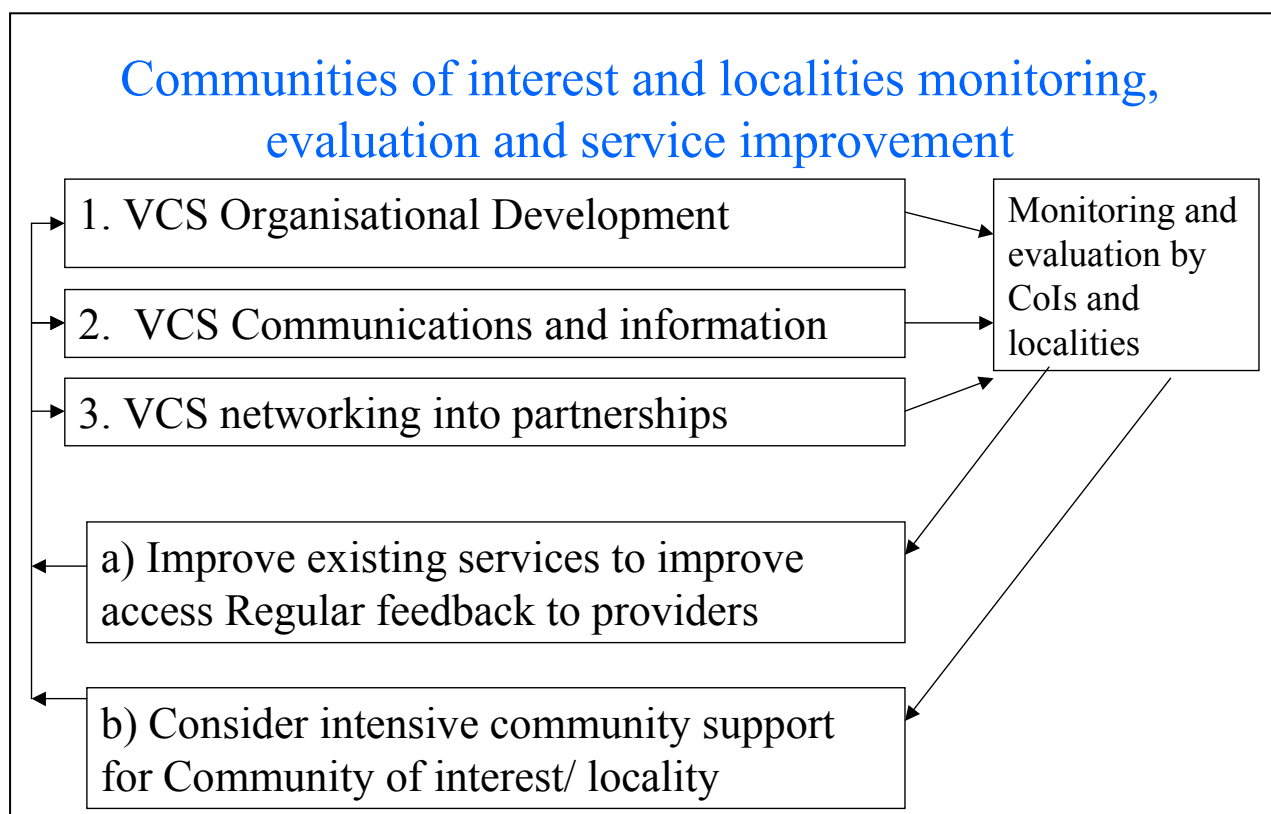 Communities of interest and localities monitoring,
evaluation and service improvement
1. VCS Organisational Development
2. VCS Communications and information
3. VCS networking into partnerships
Monitoring and
evaluation by
CoIs and
localities
a) Improve existing services to improve
access Regular feedback to providers
b) Consider intensive community support
for Community of interest/ locality